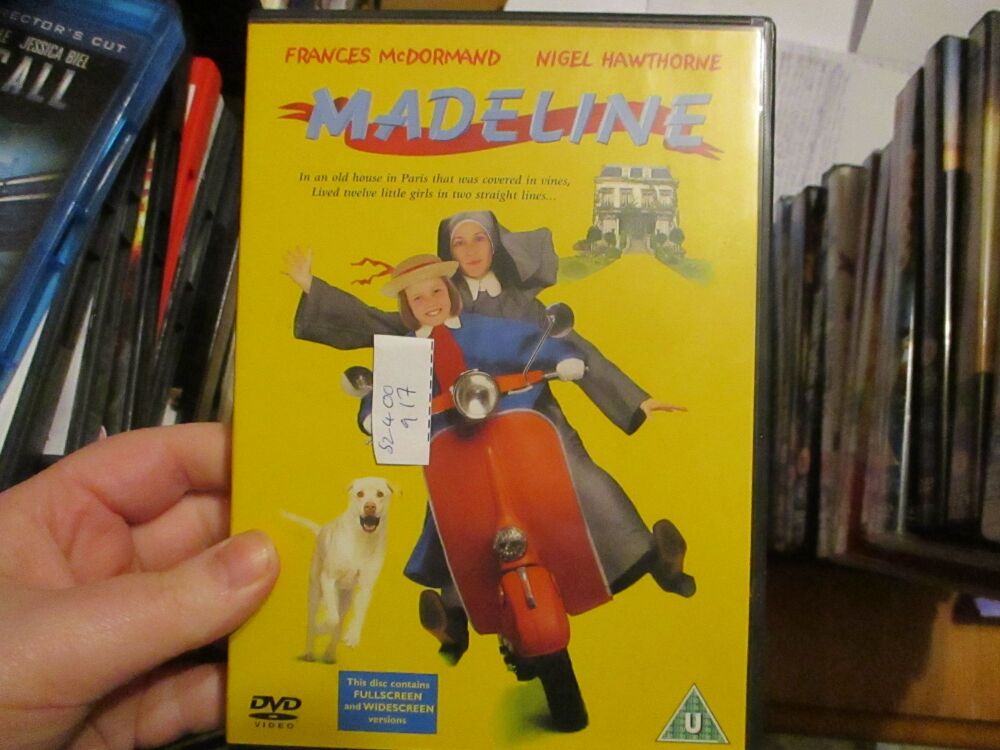 ECTOR'S CUT
JESSICA BIEL
ALL
FRANCES McDORMAND NIGEL HAWTHORNE
MADELINE
In an old house in Paris that was covered in vines,
Lived twelve little girls in two straight lines...
52400
917
This disc contains
FULLSCREEN
and WIDESCREEN
versions
DVD
VIDEO
U